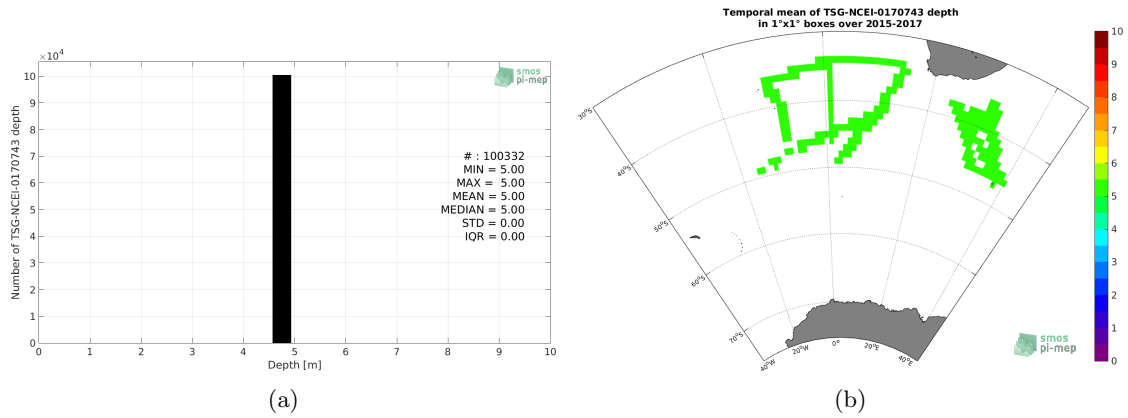 ×10⁴
10
9
8
7
6
5
4
3
2
1
0
Number of TSG-NCEI-0170743 depth
smos
pi-mep
# : 100332
MIN = 5.00
MAX = 5.00
MEAN = 5.00
MEDIAN = 5.00
STD = 0.00
IQR = 0.00
0 1 2 3 4 5 6 7 8 9 10
Depth [m]
(a)
Temporal mean of TSG-NCEI-0170743 depth
in 1°x1° boxes over 2015-2017
30°S
40°S
50°S
60°S
70°S
40°W
20°W
0°
20°E
40°E
10
9
8
7
6
5
4
3
2
1
0
smos
pi-mep
(b)